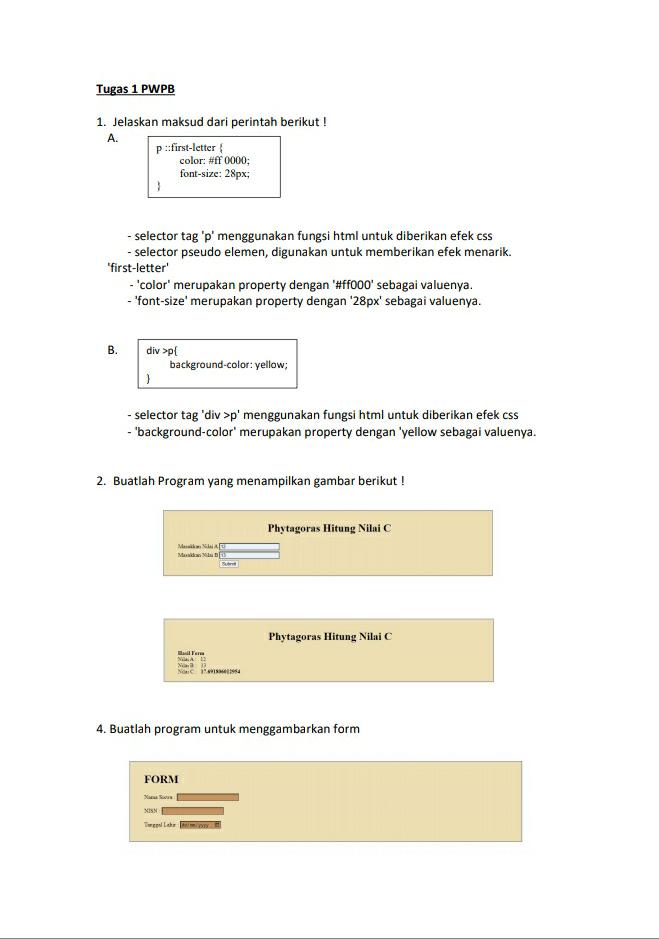 Tugas 1 PWPB
1. Jelaskan maksud dari perintah berikut !
A.
p ::first-letter {
color: #ff 0000;
font-size: 28px;
}
- selector tag 'p' menggunakan fungsi html untuk diberikan efek css
- selector pseudo elemen, digunakan untuk memberikan efek menarik.
'first-letter'
- 'color' merupakan property dengan '#ff000' sebagai valuenya.
- 'font-size' merupakan property dengan '28px' sebagai valuenya.
B.
div >p{
background-color: yellow;
}
- selector tag 'div >p' menggunakan fungsi html untuk diberikan efek css
- 'background-color' merupakan property dengan 'yellow sebagai valuenya.
2. Buatlah Program yang menampilkan gambar berikut !
Phytagoras Hitung Nilai C
Masukkan Nilai A 12
Masukkan Nilai B 13
Submit
Phytagoras Hitung Nilai C
Hasil Form
Nilai A : 12
Nilai B : 13
Nilai C : 17.691806012954
4. Buatlah program untuk menggambarkan form
FORM
Nama Siswa :
NISN :
Tanggal Lahir : dd/mm/yyyy